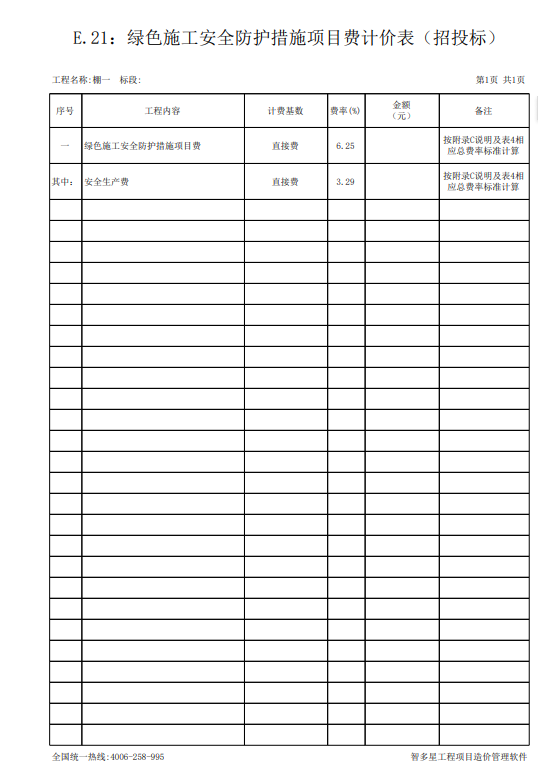 E.21：绿色施工安全防护措施项目费计价表（招投标）
工程名称:棚一 标段: 第1页 共1页
序号 工程内容 计费基数 费率(%) 金额（元） 备注
一 绿色施工安全防护措施项目费 直接费 6.25 按附录C说明及表4相应总费率标准计算
其中： 安全生产费 直接费 3.29 按附录C说明及表4相应总费率标准计算
全国统一热线:4006-258-995 智多星工程项目造价管理软件